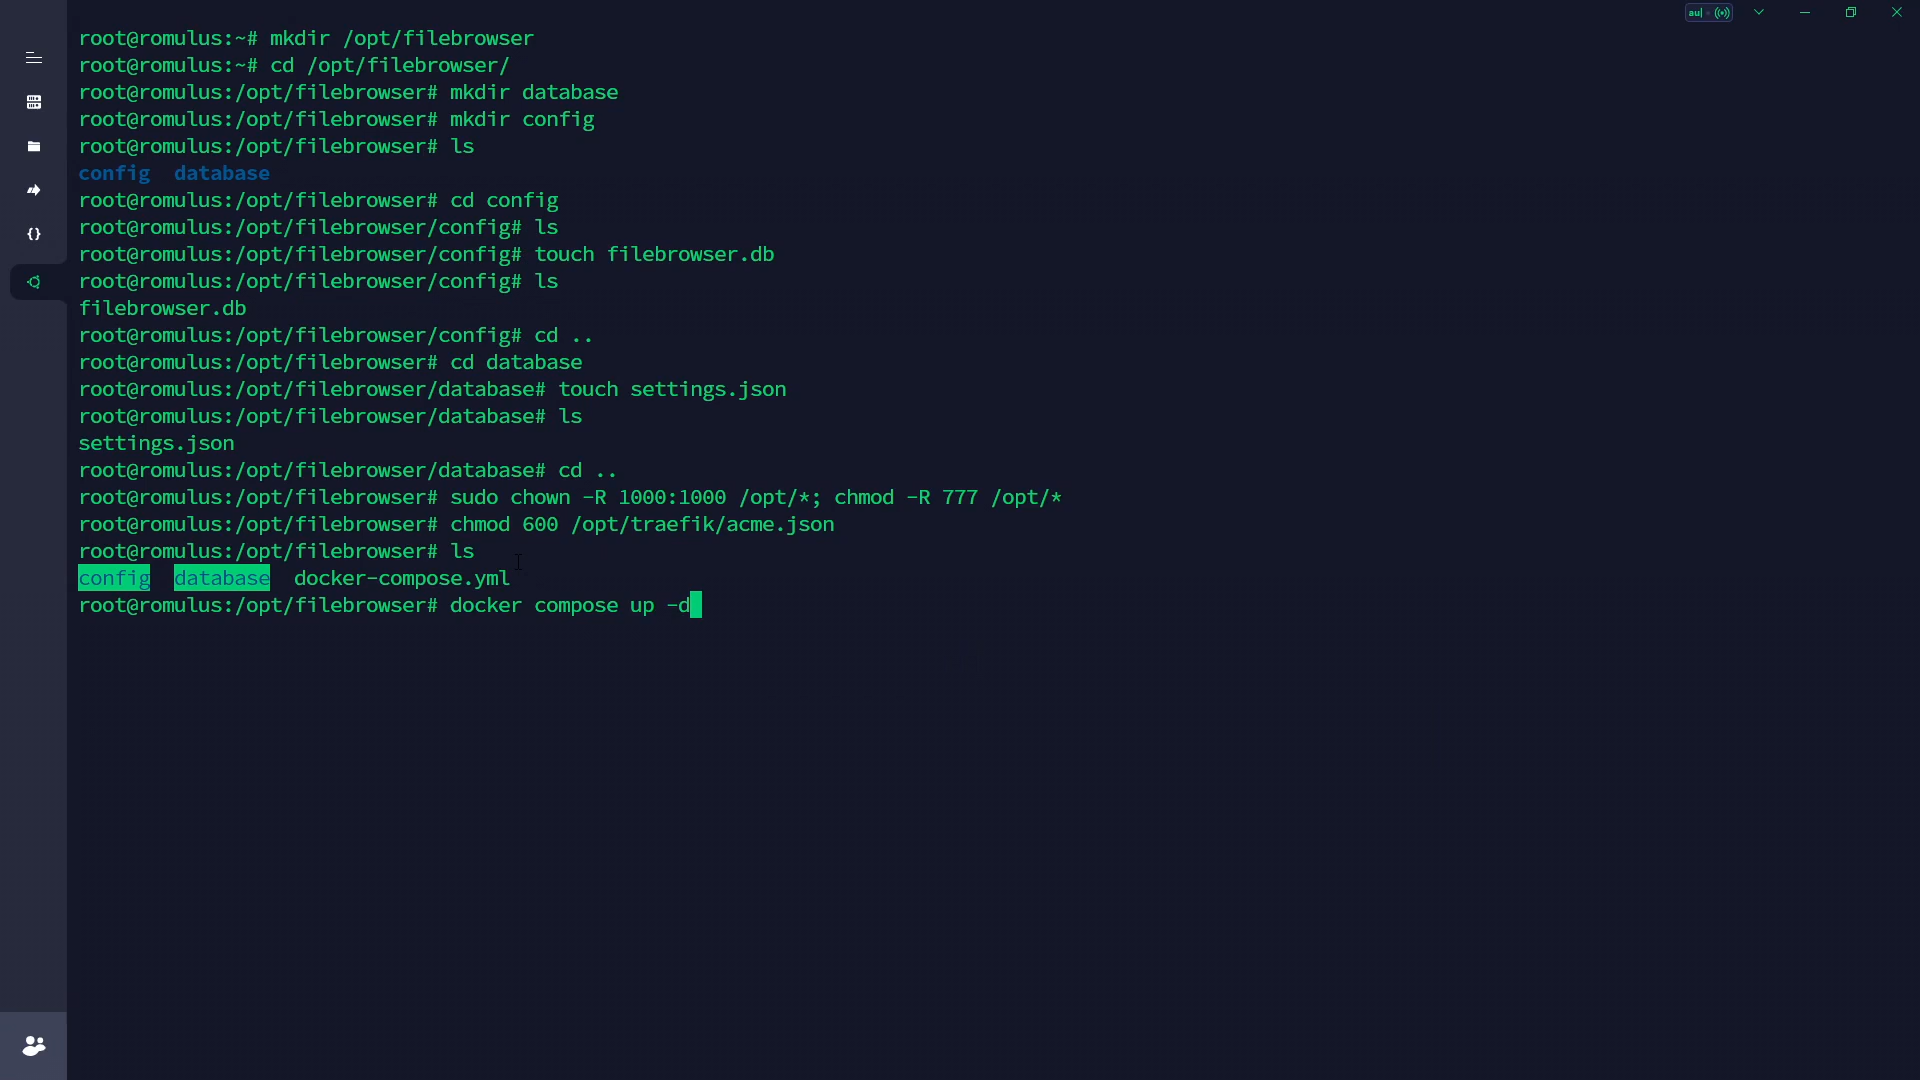 au|
root@romulus:~# mkdir /opt/filebrowser
root@romulus:~# cd /opt/filebrowser/
root@romulus:/opt/filebrowser# mkdir database
root@romulus:/opt/filebrowser# mkdir config
root@romulus:/opt/filebrowser# ls
config  database
root@romulus:/opt/filebrowser# cd config
root@romulus:/opt/filebrowser/config# ls
root@romulus:/opt/filebrowser/config# touch filebrowser.db
root@romulus:/opt/filebrowser/config# ls
filebrowser.db
root@romulus:/opt/filebrowser/config# cd ..
root@romulus:/opt/filebrowser# cd database
root@romulus:/opt/filebrowser/database# touch settings.json
root@romulus:/opt/filebrowser/database# ls
settings.json
root@romulus:/opt/filebrowser/database# cd ..
root@romulus:/opt/filebrowser# sudo chown -R 1000:1000 /opt/*; chmod -R 777 /opt/*
root@romulus:/opt/filebrowser# chmod 600 /opt/traefik/acme.json
root@romulus:/opt/filebrowser# ls
config  database  docker-compose.yml
root@romulus:/opt/filebrowser# docker compose up -d